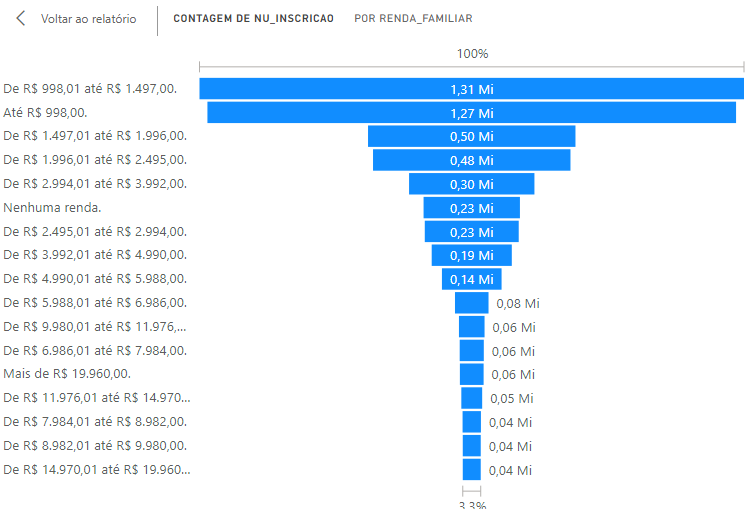 Voltar ao relatório
CONTAGEM DE NU_INSCRICAO POR RENDA_FAMILIAR
100%
De R$ 998,01 até R$ 1.497,00. 1,31 Mi
Até R$ 998,00. 1,27 Mi
De R$ 1.497,01 até R$ 1.996,00. 0,50 Mi
De R$ 1.996,01 até R$ 2.495,00. 0,48 Mi
De R$ 2.994,01 até R$ 3.992,00. 0,30 Mi
Nenhuma renda. 0,23 Mi
De R$ 2.495,01 até R$ 2.994,00. 0,23 Mi
De R$ 3.992,01 até R$ 4.990,00. 0,19 Mi
De R$ 4.990,01 até R$ 5.988,00. 0,14 Mi
De R$ 5.988,01 até R$ 6.986,00. 0,08 Mi
De R$ 9.980,01 até R$ 11.976,... 0,06 Mi
De R$ 6.986,01 até R$ 7.984,00. 0,06 Mi
Mais de R$ 19.960,00. 0,06 Mi
De R$ 11.976,01 até R$ 14.970... 0,05 Mi
De R$ 7.984,01 até R$ 8.982,00. 0,04 Mi
De R$ 8.982,01 até R$ 9.980,00. 0,04 Mi
De R$ 14.970,01 até R$ 19.960... 0,04 Mi
3,3%